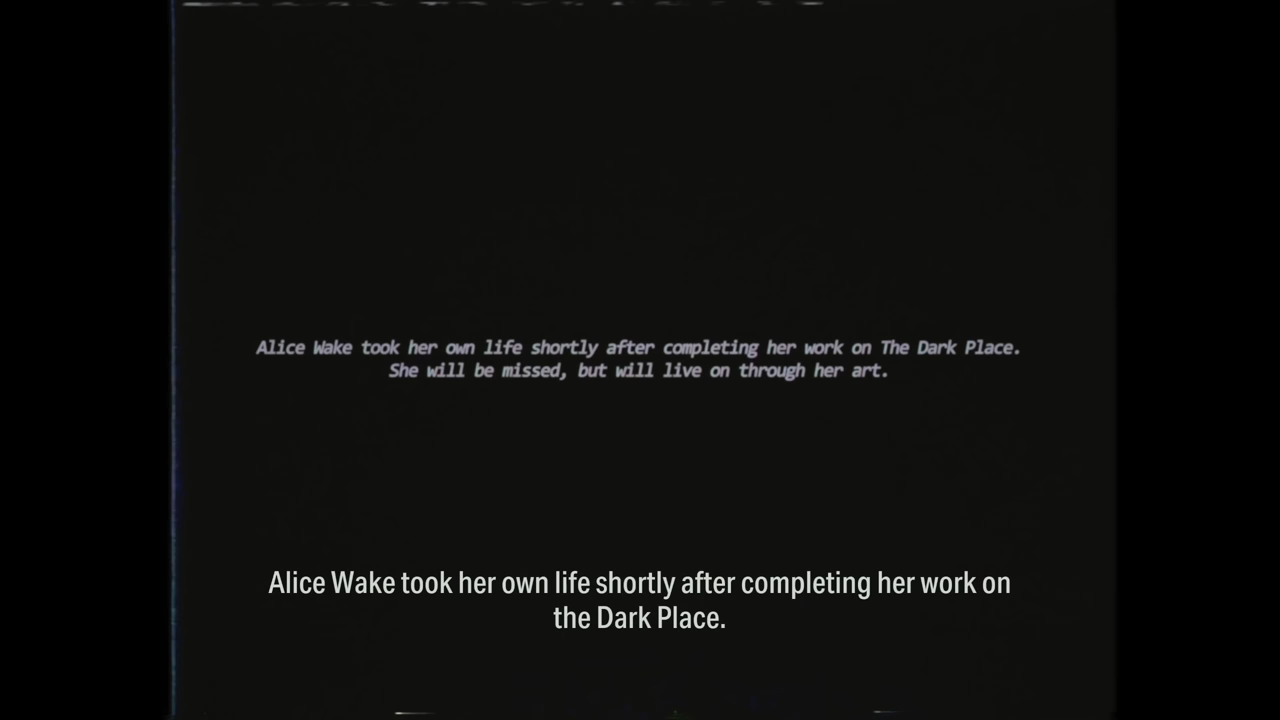 Alice Wake took her own life shortly after completing her work on The Dark Place.
She will be missed, but will live on through her art.
Alice Wake took her own life shortly after completing her work on
the Dark Place.